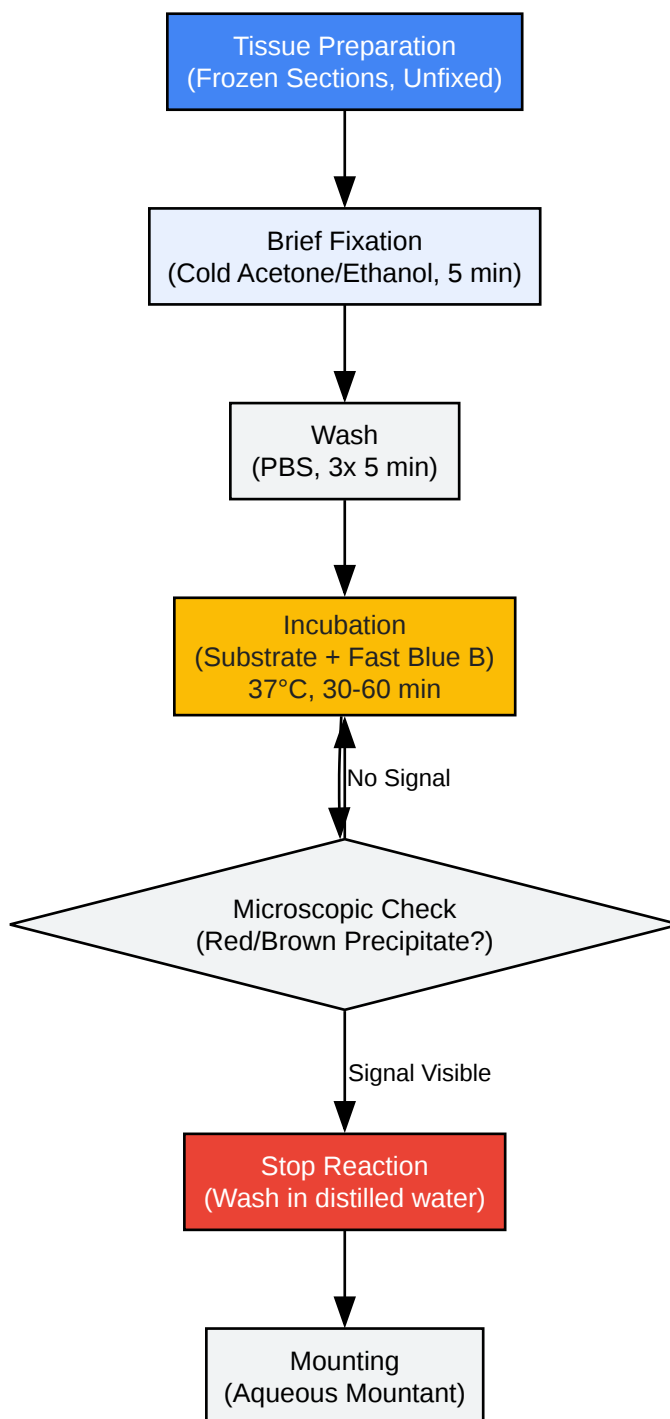 Tissue Preparation
(Frozen Sections, Unfixed)
Brief Fixation
(Cold Acetone/Ethanol, 5 min)
Wash
(PBS, 3x 5 min)
Incubation
(Substrate + Fast Blue B)
37°C, 30-60 min
No Signal
Microscopic Check
(Red/Brown Precipitate?)
Signal Visible
Stop Reaction
(Wash in distilled water)
Mounting
(Aqueous Mountant)